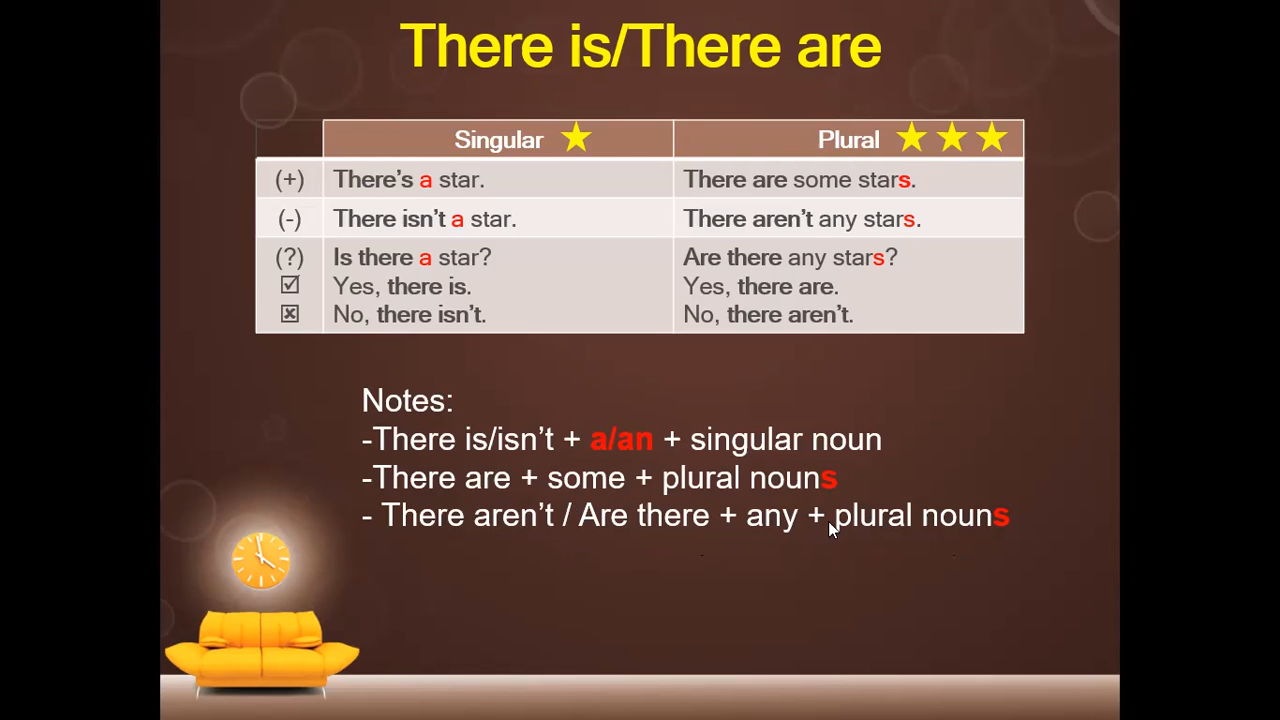 There is/There are
Singular
Plural
(+)
There's a star.
There are some stars.
(-)
There isn't a star.
There aren't any stars.
(?)
Is there a star?
Are there any stars?
Yes, there is.
Yes, there are.
No, there isn't.
No, there aren't.
Notes:
-There is/isn't + a/an + singular noun
-There are + some + plural nouns
- There aren't / Are there + any + plural nouns